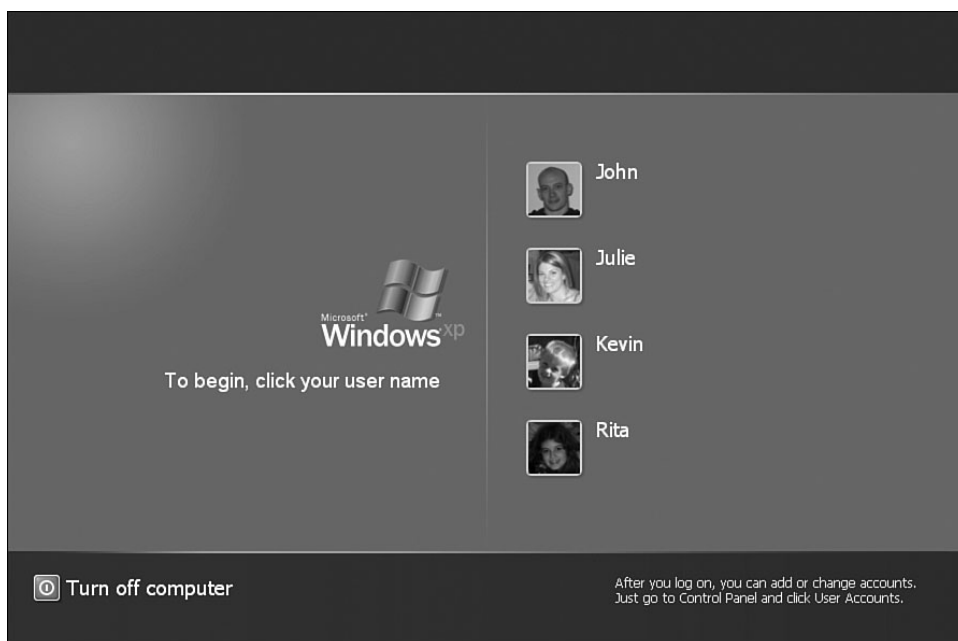 John
Julie
Kevin
Rita
Microsoft®
Windows xp™
To begin, click your user name
Turn off computer
After you log on, you can add or change accounts.
Just go to Control Panel and click User Accounts.